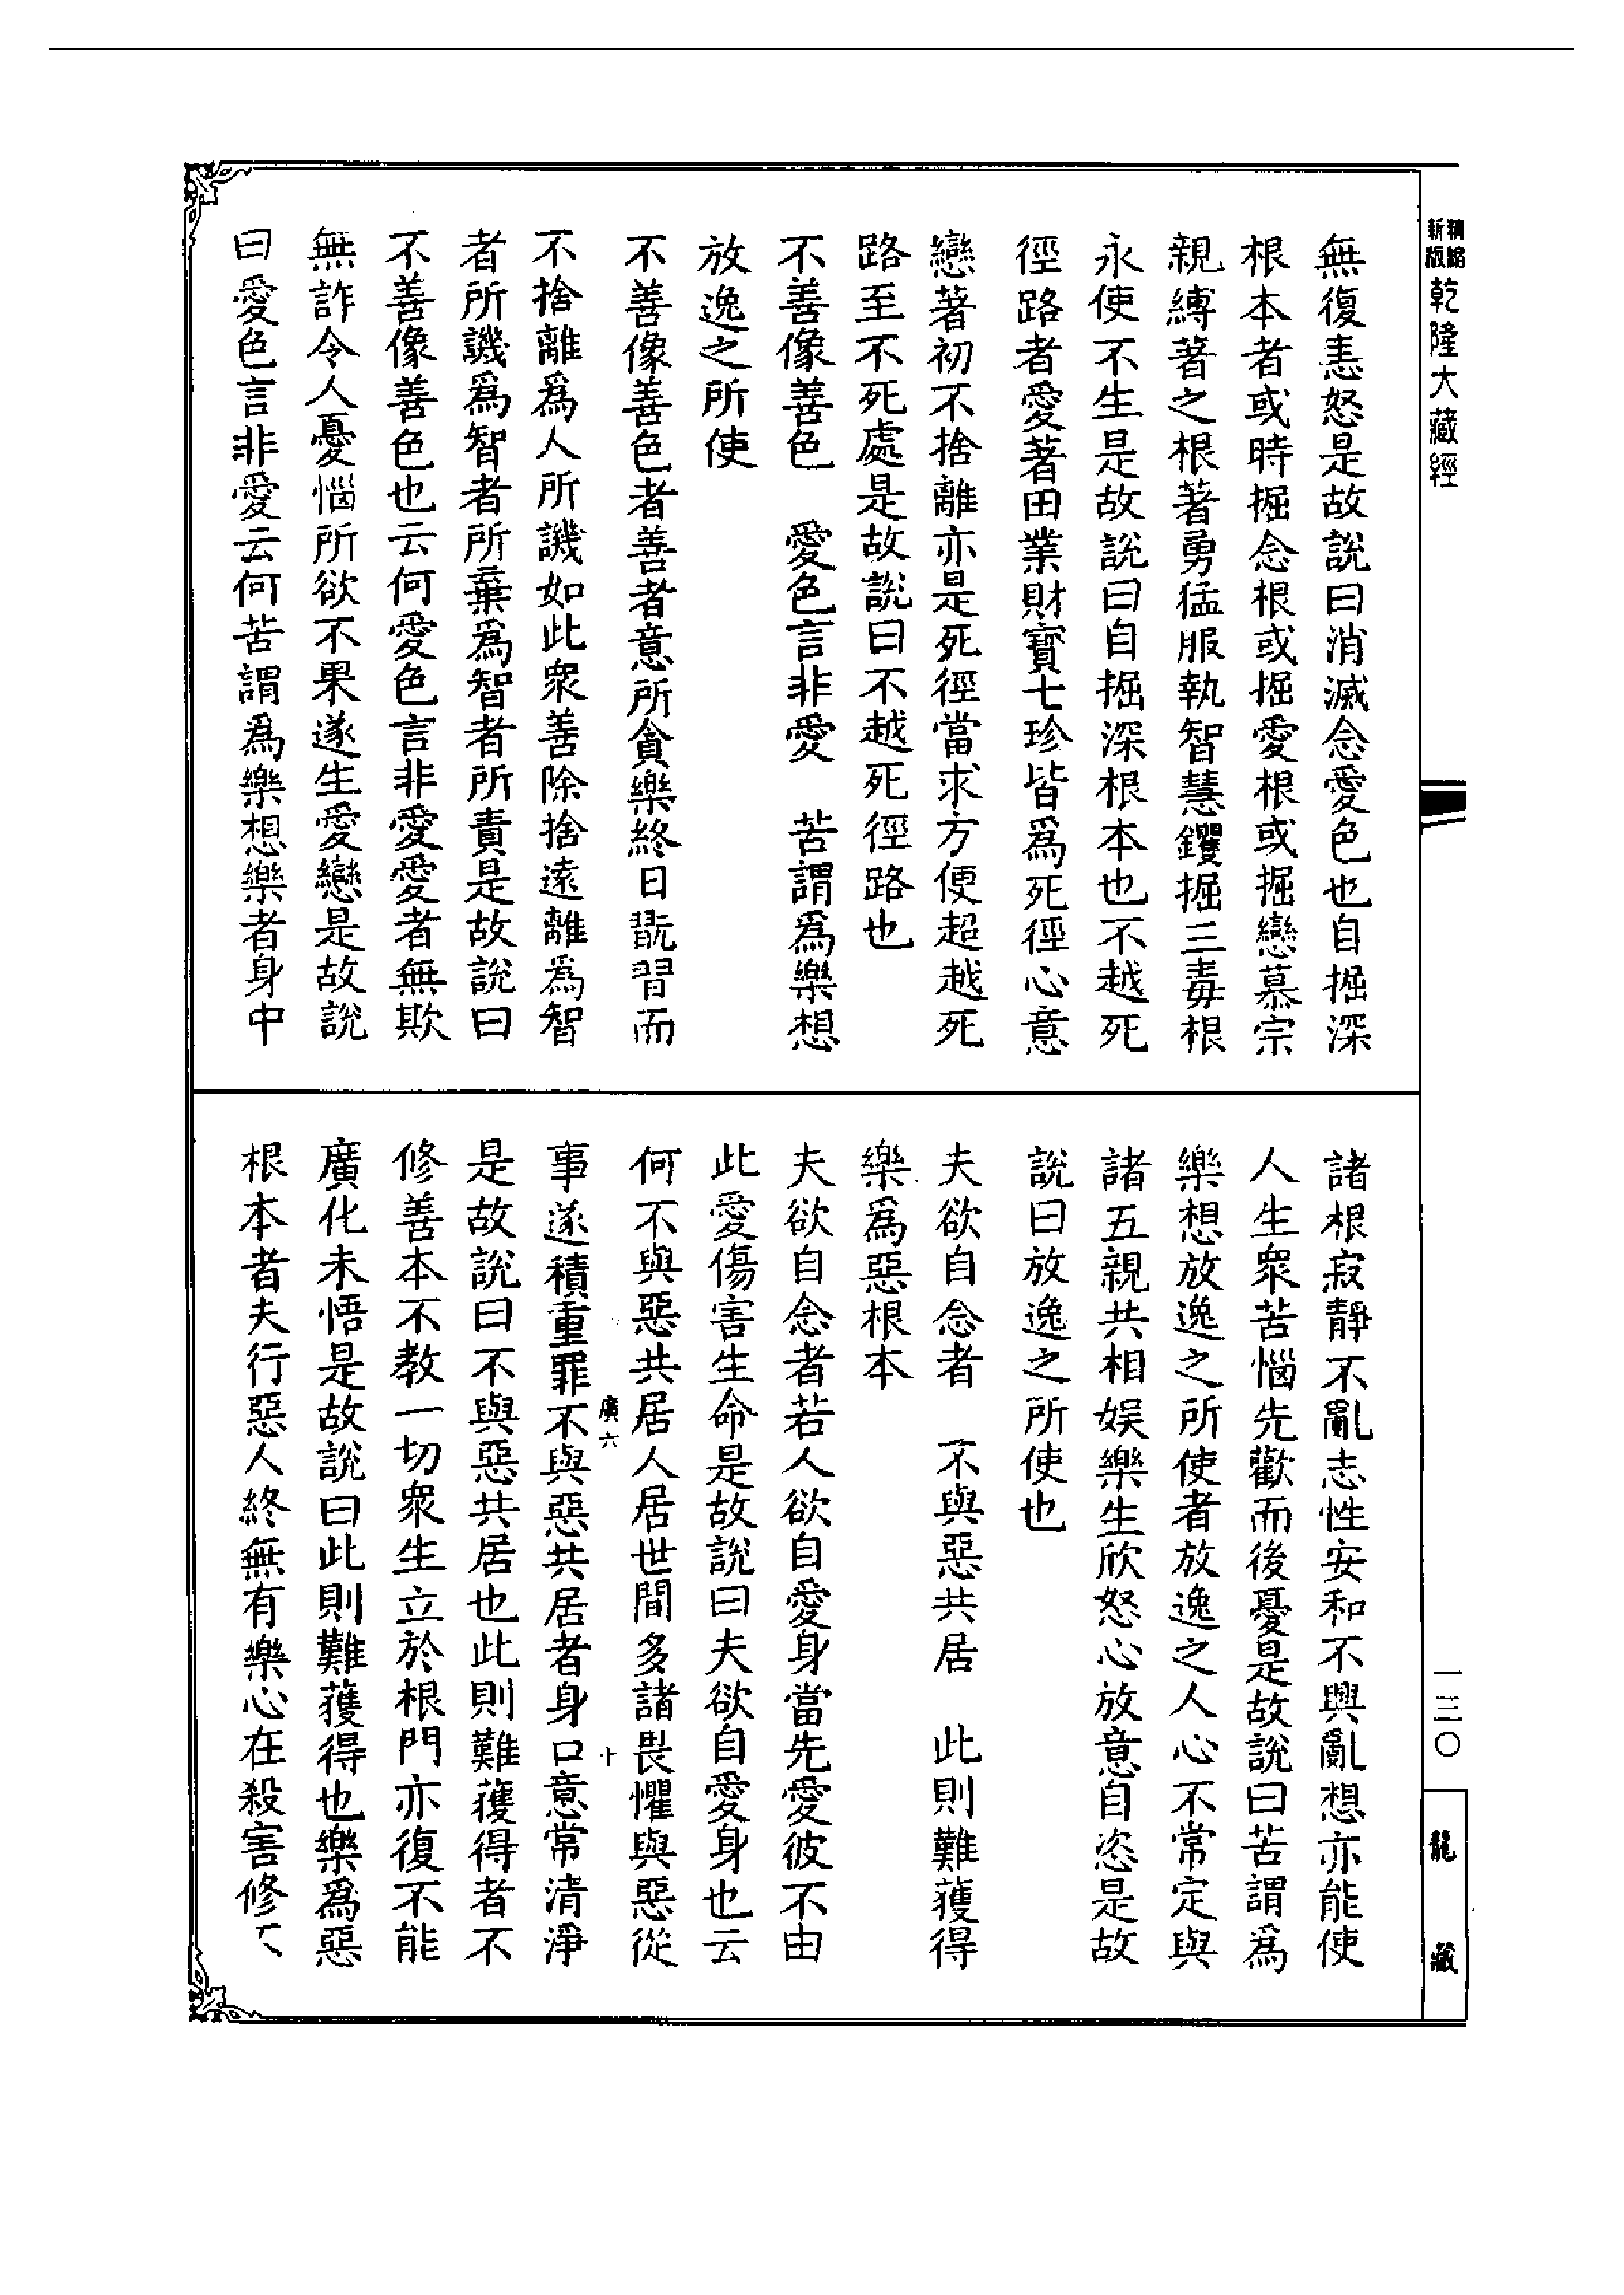 精縮
新版
乾隆大藏經
無復恚怒是故說曰消滅念愛色也自掘深
根本者或時掘念根或掘愛根或掘戀慕宗
親縛著之根著勇猛服執智慧钁掘三毒根
永使不生是故說曰自掘深根本也不越死
徑路者愛著田業財寶七珍皆爲死徑心意
戀著初不捨離亦是死徑當求方便超越死
路至不死處是故說曰不越死徑路也
不善像善色　愛色言非愛　苦謂爲樂想
放逸之所使
不善像善色者善者意所貪樂終日翫習而
不捨離爲人所譏如此衆善除捨遠離爲智
者所譏爲智者所棄爲智者所責是故說曰
不善像善色也云何愛色言非愛愛者無欺
無詐令人憂惱所欲不果遂生愛戀是故說
曰愛色言非愛云何苦謂爲樂想樂者身中
諸根寂靜不亂志性安和不興亂想亦能使
人生衆苦惱先歡而後憂是故說曰苦謂爲
樂想放逸之所使者放逸之人心不常定與
諸五親共相娛樂生欣怒心放意自恣是故
說曰放逸之所使也
夫欲自念者　不與惡共居　此則難獲得
樂爲惡根本
夫欲自念者若人欲自愛身當先愛彼不由
此愛傷害生命是故說曰夫欲自愛身也云
何不與惡共居人居世間多諸畏懼與惡從
廣六
十
事遂積重罪不與惡共居者身口意常清淨
是故說曰不與惡共居也此則難獲得者不
修善本不教一切衆生立於根門亦復不能
廣化未悟是故說曰此則難獲得也樂爲惡
根本者夫行惡人終無有樂心在殺害修不
一三〇
龍
藏